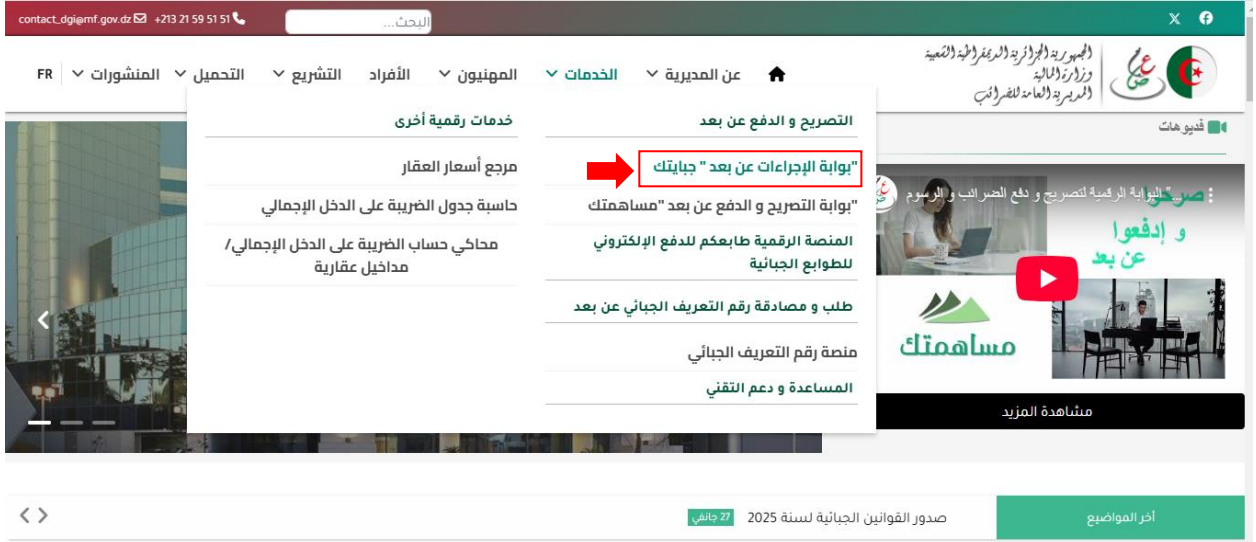 contact_dgi@mf.gov.dz +213 21 59 51 51
البحث...
الجمهورية الجزائرية الديمقراطية الشعبية
وزارة المالية
المديرية العامة للضرائب
عن المديرية
الخدمات
المهنيون
الأفراد
التشريع
التحميل
المنشورات
FR
التصريح و الدفع عن بعد
"بوابة الإجراءات عن بعد " جبايتك
"بوابة التصريح و الدفع عن بعد "مساهمتك
المنصة الرقمية طابعكم للدفع الإلكتروني
للطوابع الجبائية
طلب و مصادقة رقم التعريف الجبائي عن بعد
منصة رقم التعريف الجبائي
المساعدة و دعم التقني
خدمات رقمية أخرى
مرجع أسعار العقار
حاسبة جدول الضريبة على الدخل الإجمالي
محاكي حساب الضريبة على الدخل الإجمالي/
مداخيل عقارية
فديوهات
البوابة الرقمية لتصريح و دفع الضرائب و الرسوم
صرحوا
و إدفعوا
عن بعد
مساهمتك
مشاهدة المزيد
أخر المواضيع
صدور القوانين الجبائية لسنة 2025
27 جانفي